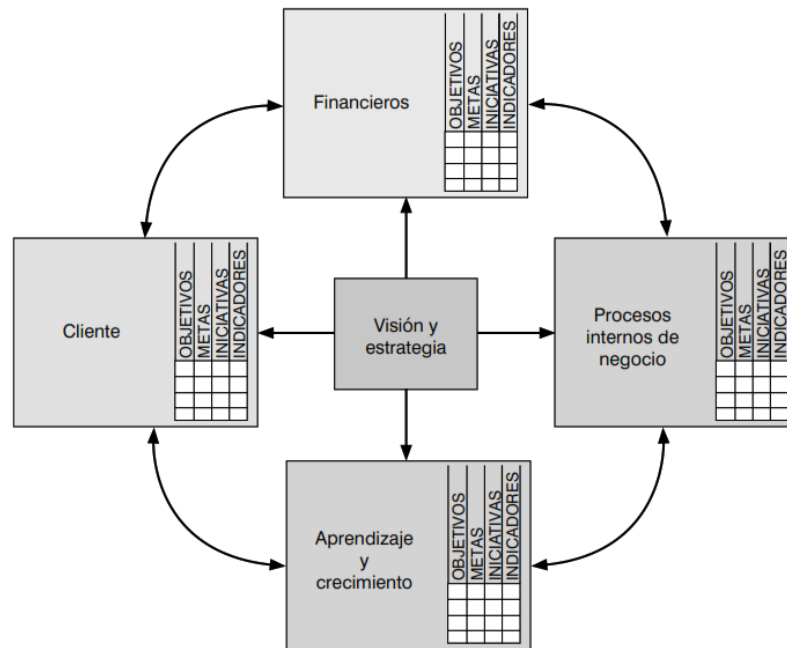 Financieros
OBJETIVOS
METAS
INICIATIVAS
INDICADORES
Cliente
OBJETIVOS
METAS
INICIATIVAS
INDICADORES
Visión y
estrategia
Procesos
internos de
negocio
OBJETIVOS
METAS
INICIATIVAS
INDICADORES
Aprendizaje
y
crecimiento
OBJETIVOS
METAS
INICIATIVAS
INDICADORES